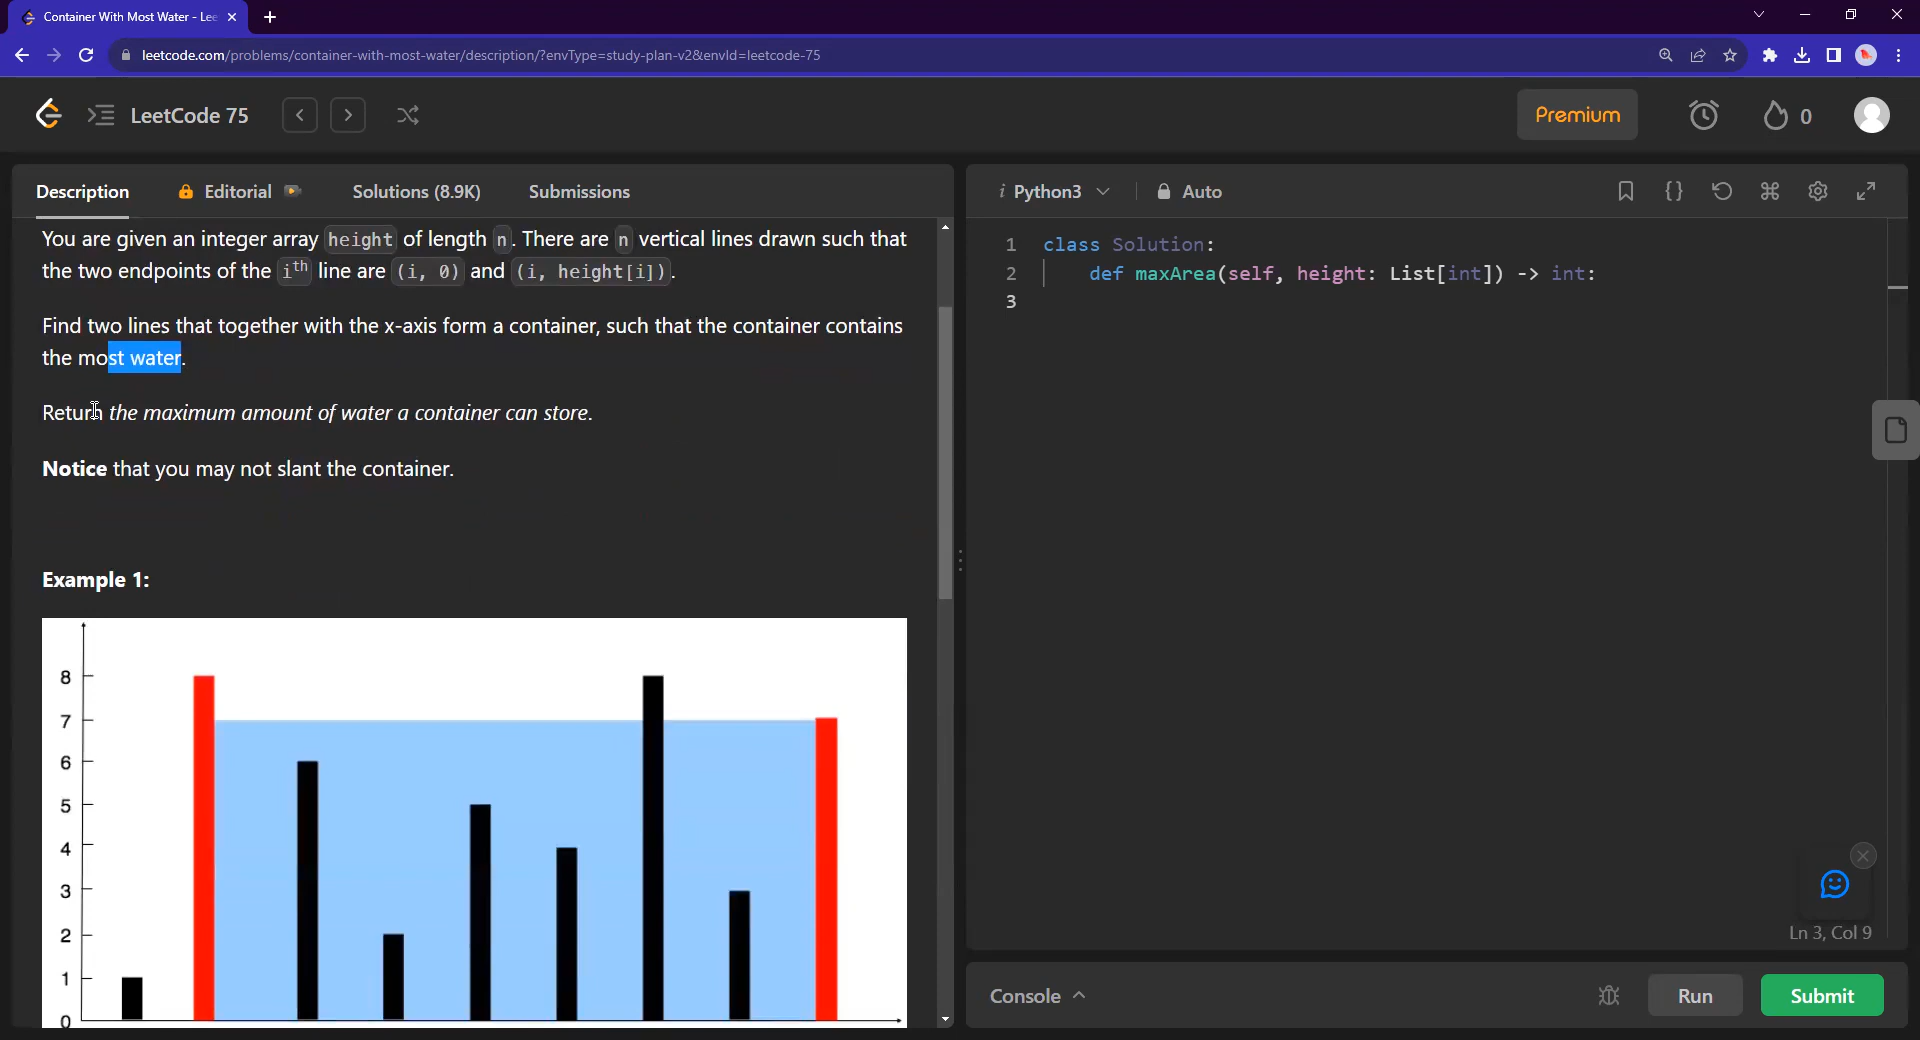 Container With Most Water - Lee
leetcode.com/problems/container-with-most-water/description/?envType=study-plan-v2&envId=leetcode-75
LeetCode 75
Premium
0
Description
Editorial
Solutions (8.9K)
Submissions
You are given an integer array height of length n. There are n vertical lines drawn such that
the two endpoints of the ith line are (i, 0) and (i, height[i]).
Find two lines that together with the x-axis form a container, such that the container contains
the most water.
Return the maximum amount of water a container can store.
Notice that you may not slant the container.
Example 1:
8
7
6
5
4
3
2
1
0
i Python3
Auto
1 class Solution:
2 def maxArea(self, height: List[int]) -> int:
3
Ln 3, Col 9
Console
Run
Submit